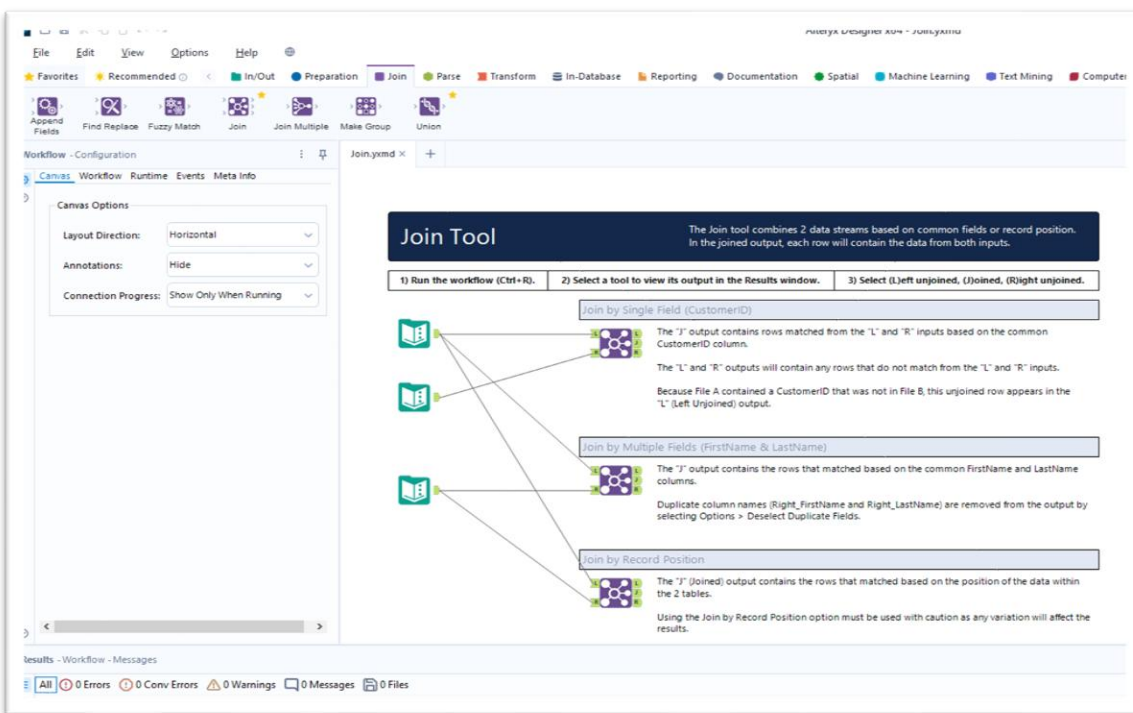 Alteryx Designer x64 - Join.yxmd
File Edit View Options Help
Favorites Recommended In/Out Preparation Join Parse Transform In-Database Reporting Documentation Spatial Machine Learning Text Mining Computer
Append Fields Find Replace Fuzzy Match Join Join Multiple Make Group Union
Workflow - Configuration
Join.yxmd
Canvas Workflow Runtime Events Meta Info
Canvas Options
Layout Direction: Horizontal
Annotations: Hide
Connection Progress: Show Only When Running
Join Tool
The Join tool combines 2 data streams based on common fields or record position.
In the joined output, each row will contain the data from both inputs.
1) Run the workflow (Ctrl+R). 2) Select a tool to view its output in the Results window. 3) Select (L)eft unjoined, (J)oined, (R)ight unjoined.
Join by Single Field (CustomerID)
L L
J
R R
The "J" output contains rows matched from the "L" and "R" inputs based on the common
CustomerID column.
The "L" and "R" outputs will contain any rows that do not match from the "L" and "R" inputs.
Because File A contained a CustomerID that was not in File B, this unjoined row appears in the
"L" (Left Unjoined) output.
Join by Multiple Fields (FirstName & LastName)
L L
J
R R
The "J" output contains the rows that matched based on the common FirstName and LastName
columns.
Duplicate column names (Right_FirstName and Right_LastName) are removed from the output by
selecting Options > Deselect Duplicate Fields.
Join by Record Position
L L
J
R R
The "J" (Joined) output contains the rows that matched based on the position of the data within
the 2 tables.
Using the Join by Record Position option must be used with caution as any variation will affect the
results.
Results - Workflow - Messages
All 0 Errors 0 Conv Errors 0 Warnings 0 Messages 0 Files